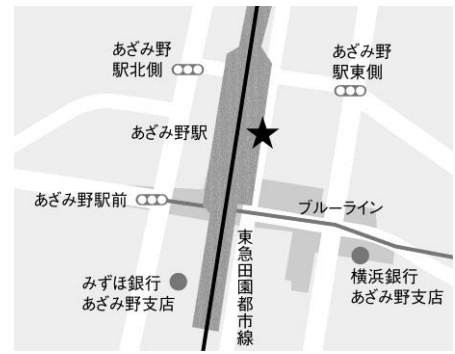 あざみ野
駅北側
あざみ野
駅東側
あざみ野駅
あざみ野駅前
ブルーライン
東急田園都市線
みずほ銀行
あざみ野支店
横浜銀行
あざみ野支店